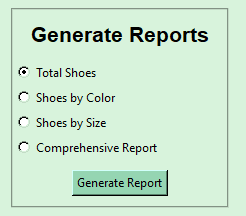 Generate Reports
Total Shoes
Shoes by Color
Shoes by Size
Comprehensive Report
Generate Report